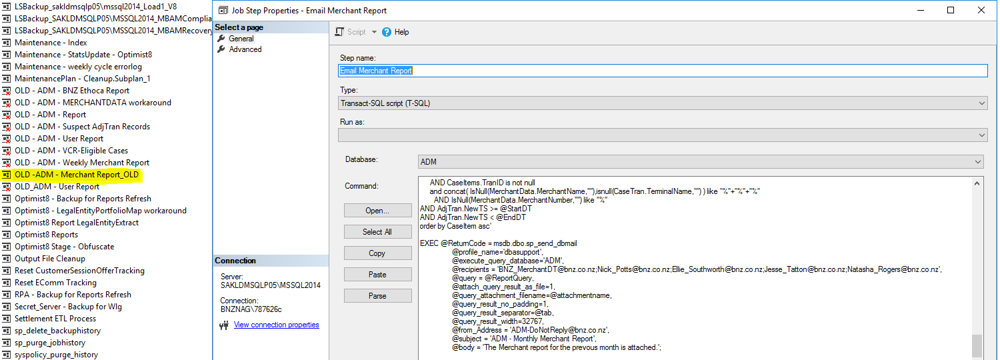 LSBackup_sakldmsqlp05\mssql2014_Load1_V8
LSBackup_SAKLDMSQLP05\MSSQL2014_MBAMComplia
LSBackup_SAKLDMSQLP05\MSSQL2014_MBAMRecovery
Maintenance - Index
Maintenance - StatsUpdate - Optimist8
Maintenance - weekly cycle errorlog
MaintenancePlan - Cleanup.Subplan_1
OLD - ADM - BNZ Ethoca Report
OLD - ADM - MERCHANTDATA workaround
OLD - ADM - Report
OLD - ADM - Suspect AdjTran Records
OLD - ADM - User Report
OLD - ADM - VCR-Eligible Cases
OLD - ADM - Weekly Merchant Report
OLD -ADM - Merchant Report_OLD
OLD_ADM - User Report
Optimist8 - Backup for Reports Refresh
Optimist8 - LegalEntityPortfolioMap workaround
Optimist8 Report LegalEntityExtract
Optimist8 Reports
Optimist8 Stage - Obfuscate
Output File Cleanup
Reset CustomerSessionOfferTracking
Reset EComm Tracking
RPA - Backup for Reports Refresh
Secret_Server - Backup for Wlg
Settlement ETL Process
sp_delete_backuphistory
sp_purge_jobhistory
syspolicy_purge_history
Job Step Properties - Email Merchant Report
Select a page
General
Advanced
Connection
Server:
SAKLDMSQLP05\MSSQL2014
Connection:
BNZNAG\787626c
View connection properties
Script
Help
Step name:
Email Merchant Report
Type:
Transact-SQL script (T-SQL)
Run as:
Database:
ADM
Command:
Open...
Select All
Copy
Paste
Parse
AND CaseItems.TranID is not null
and concat( IsNull(MerchantData.MerchantName,''''),isnull(CaseTran.TerminalName,'''') ) like ''%''+''%''+''%''
AND IsNull(MerchantData.MerchantNumber,'''') like ''%''
AND AdjTran.NewTS >= @StartDT
AND AdjTran.NewTS < @EndDT
order by CaseItem asc'
EXEC @ReturnCode = msdb.dbo.sp_send_dbmail
@profile_name='dbasupport',
@execute_query_database='ADM',
@recipients = 'BNZ_MerchantDT@bnz.co.nz;Nick_Potts@bnz.co.nz;Ellie_Southworth@bnz.co.nz;Jesse_Tatton@bnz.co.nz;Natasha_Rogers@bnz.co.nz',
@query = @ReportQuery,
@attach_query_result_as_file=1,
@query_attachment_filename=@attachmentname,
@query_result_no_padding=1,
@query_result_separator=@tab,
@query_result_width=32767,
@from_Address = 'ADM-DoNotReply@bnz.co.nz',
@subject = 'ADM - Monthly Merchant Report',
@body = 'The Merchant report for the prevous month is attached.';